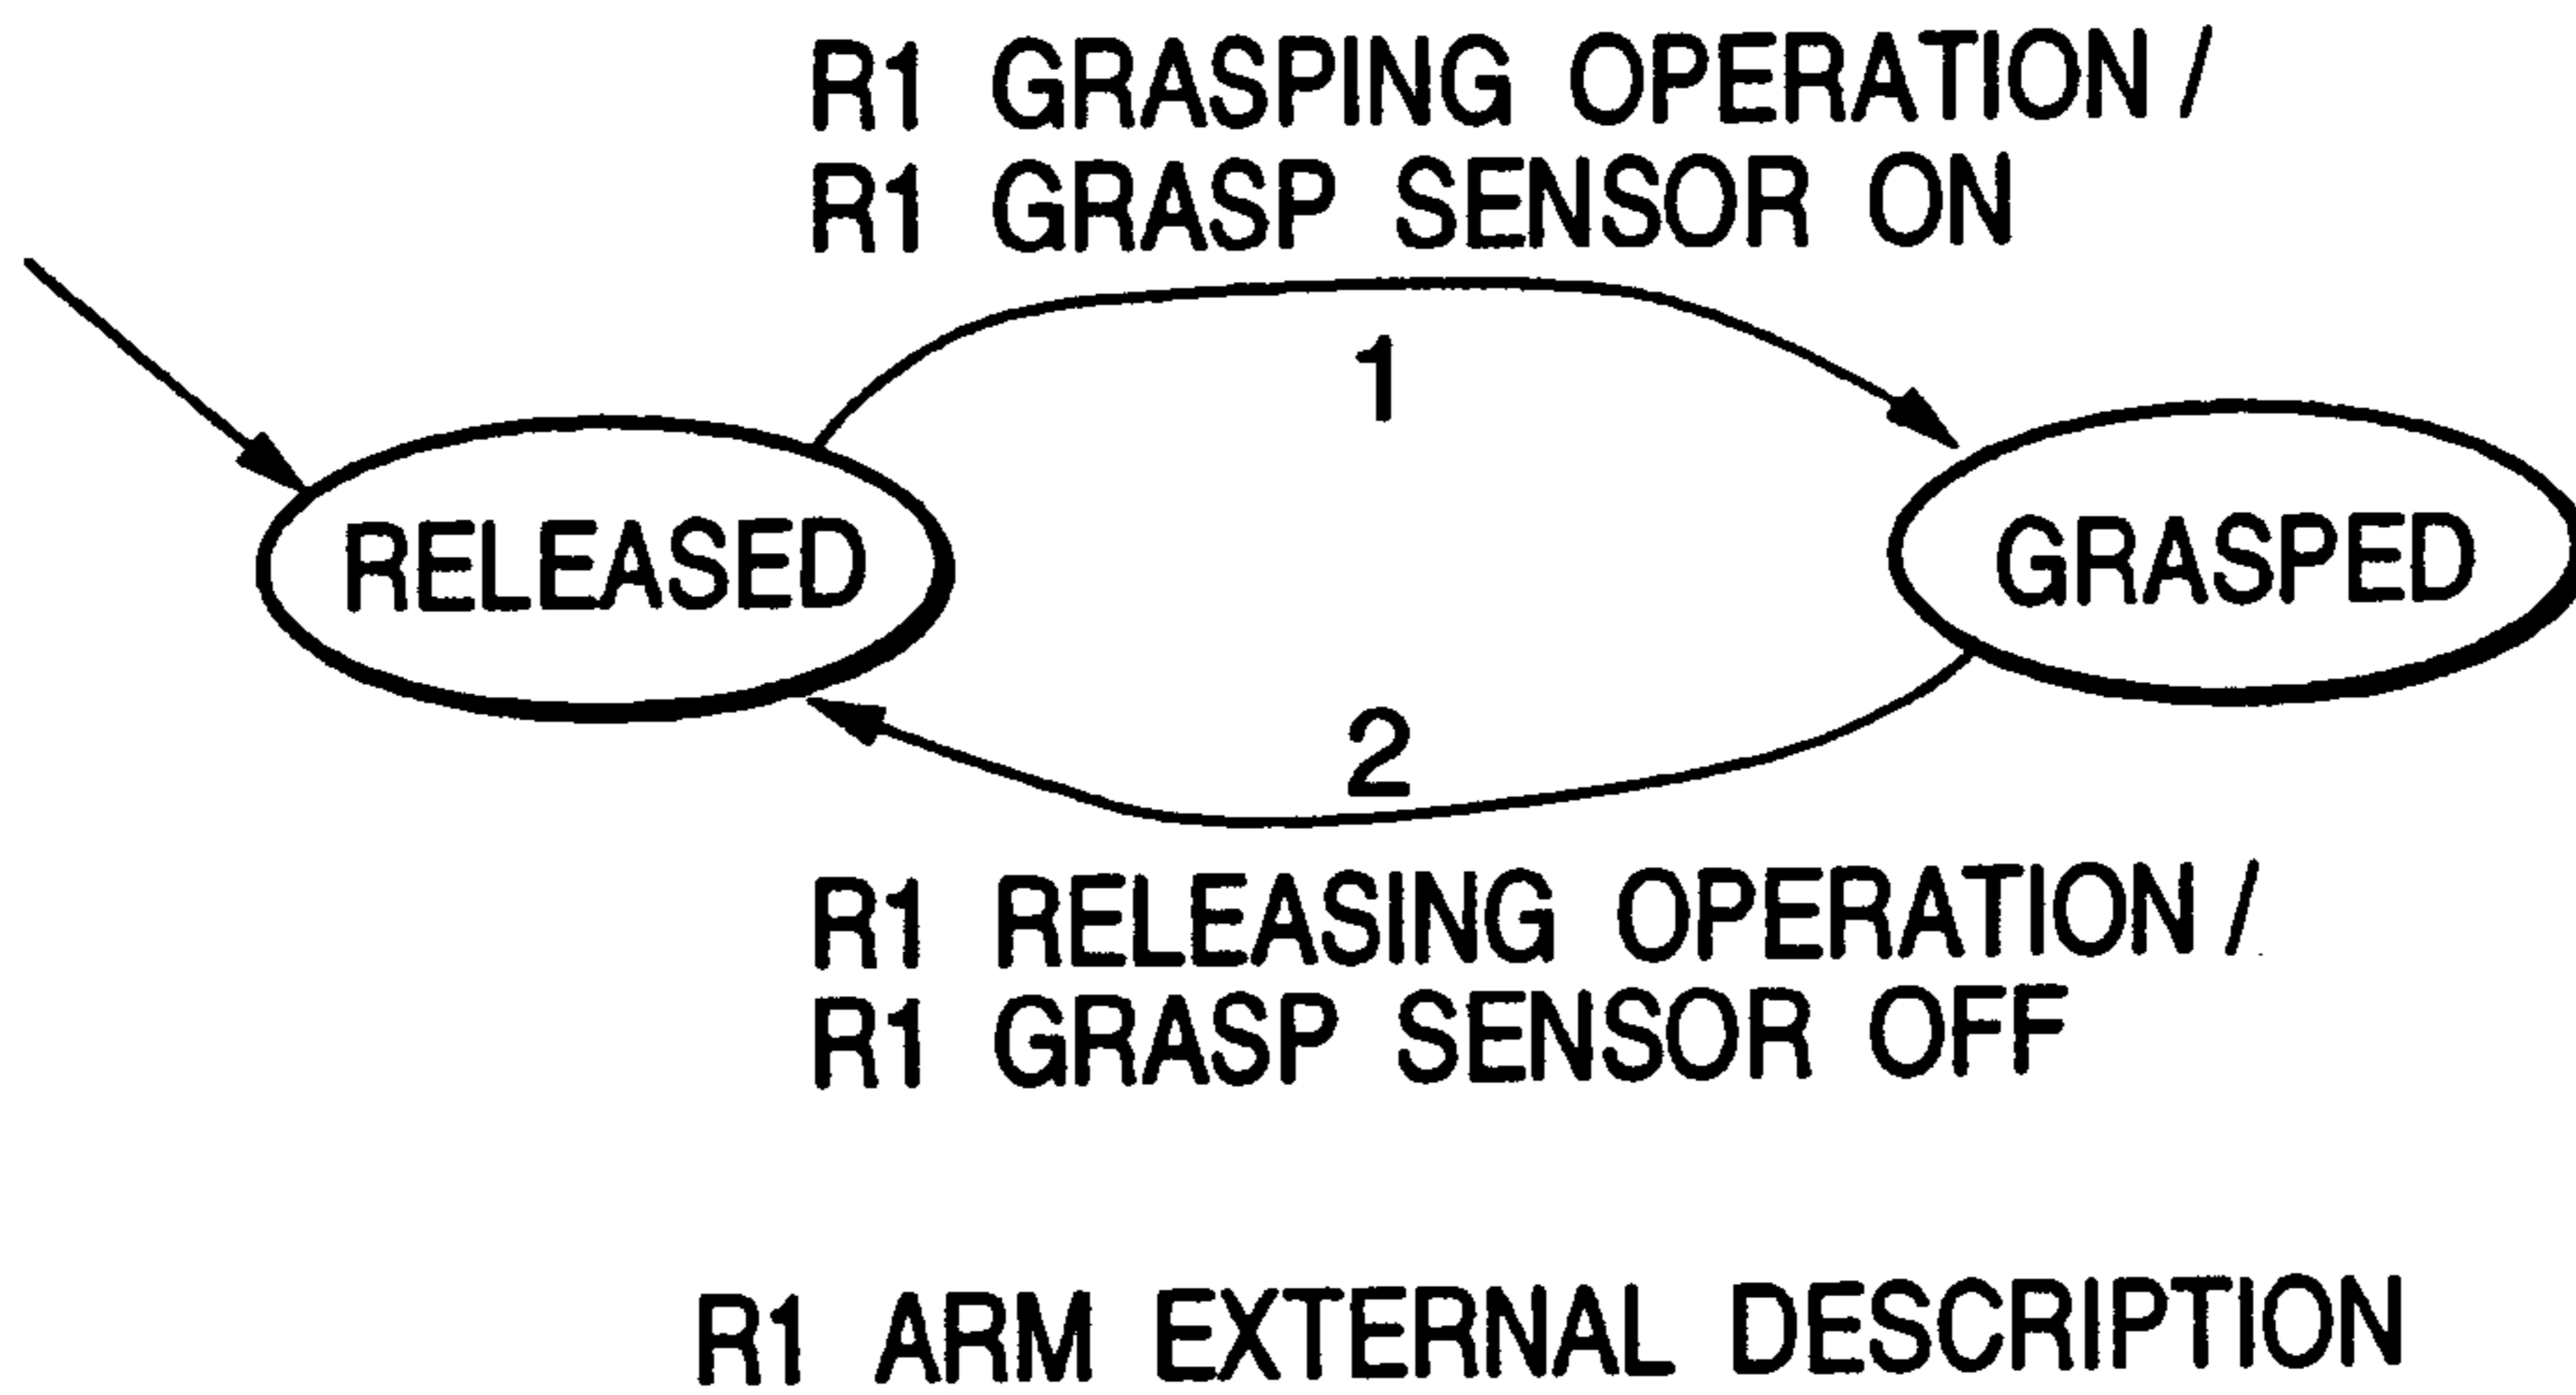 R1 GRASPING OPERATION /
R1 GRASP SENSOR ON
1
RELEASED
GRASPED
2
R1 RELEASING OPERATION /
R1 GRASP SENSOR OFF
R1 ARM EXTERNAL DESCRIPTION